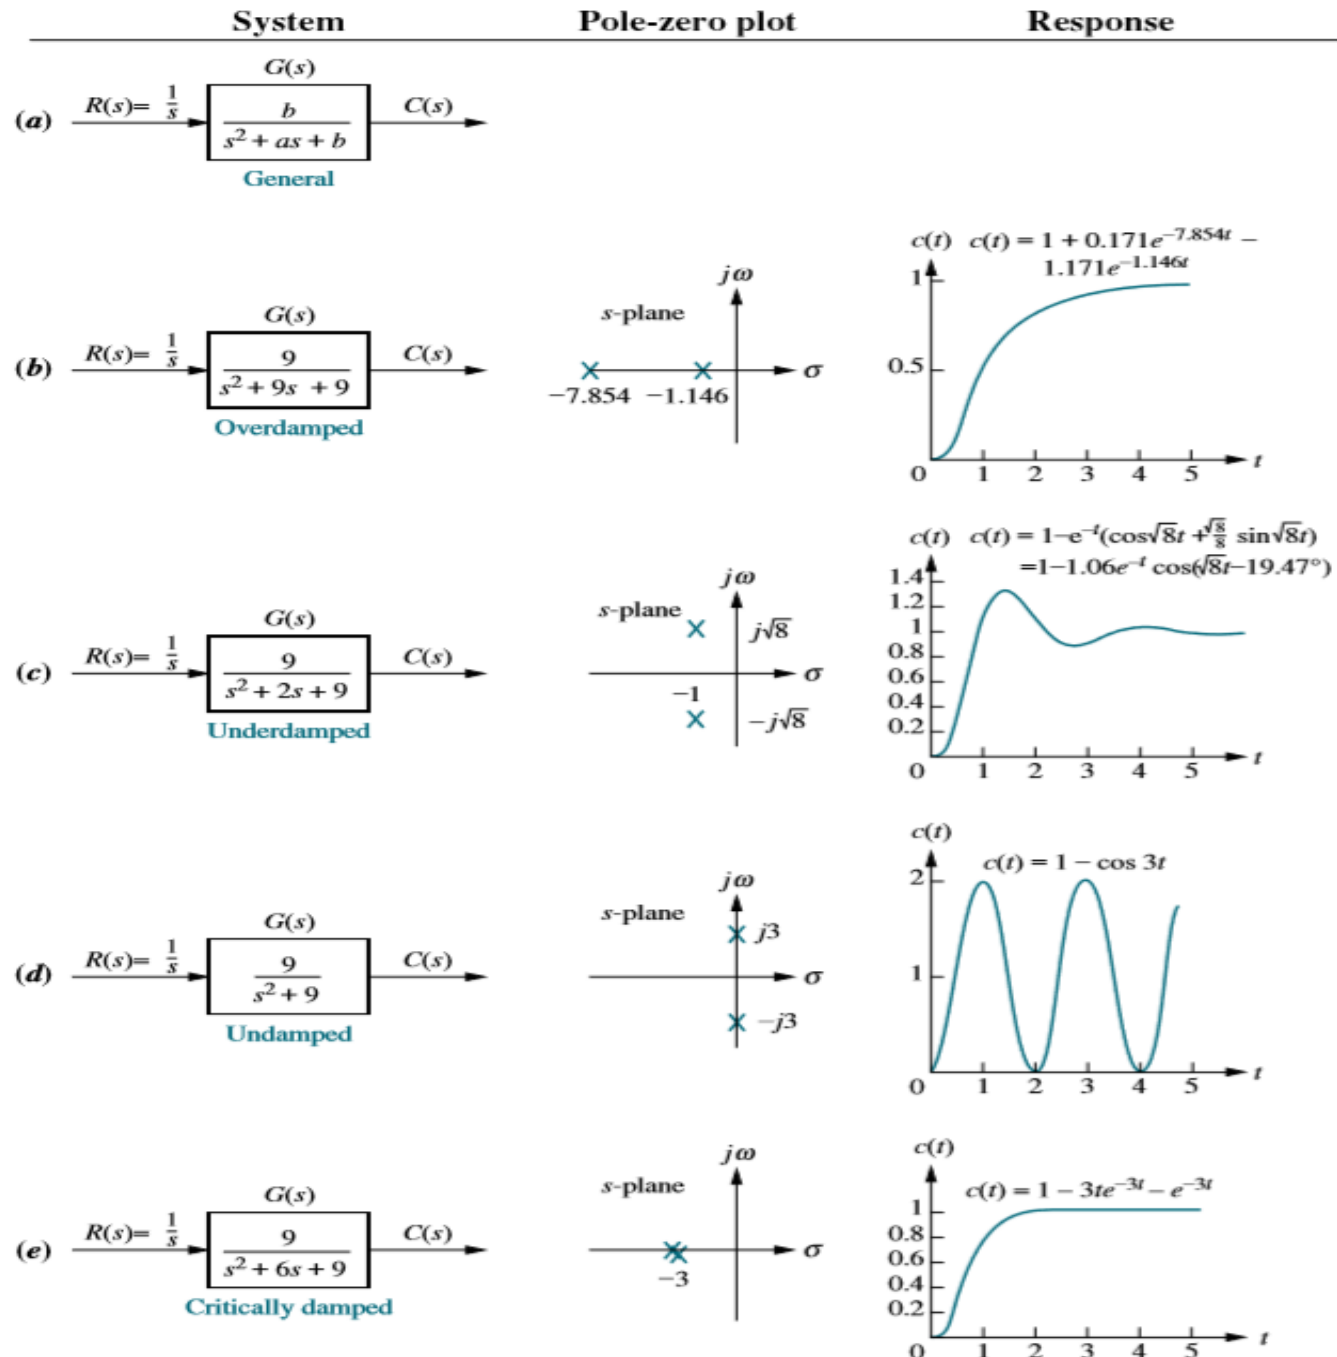 System Pole-zero plot Response
G(s)
(a) R(s)= 1/s b/(s² + as + b) C(s)
General
c(t) c(t) = 1 + 0.171e^−7.854t −
1.171e^−1.146t
1
0.5
0 1 2 3 4 5 t
G(s)
(b) R(s)= 1/s 9/(s² + 9s + 9) C(s)
Overdamped
jω
s-plane
σ
−7.854 −1.146
c(t) c(t) = 1−e^−t(cos√8t +√8/8 sin√8t)
=1−1.06e^−t cos(√8t−19.47°)
1.4
1.2
1
0.8
0.6
0.4
0.2
0 1 2 3 4 5 t
G(s)
(c) R(s)= 1/s 9/(s² + 2s + 9) C(s)
Underdamped
jω
s-plane
j√8
σ
−1
−j√8
c(t)
c(t) = 1 − cos 3t
2
1
0 1 2 3 4 5 t
G(s)
(d) R(s)= 1/s 9/(s² + 9) C(s)
Undamped
jω
s-plane
j3
σ
−j3
c(t)
c(t) = 1 − 3te^−3t − e^−3t
1
0.8
0.6
0.4
0.2
0 1 2 3 4 5 t
G(s)
(e) R(s)= 1/s 9/(s² + 6s + 9) C(s)
Critically damped
jω
s-plane
σ
−3